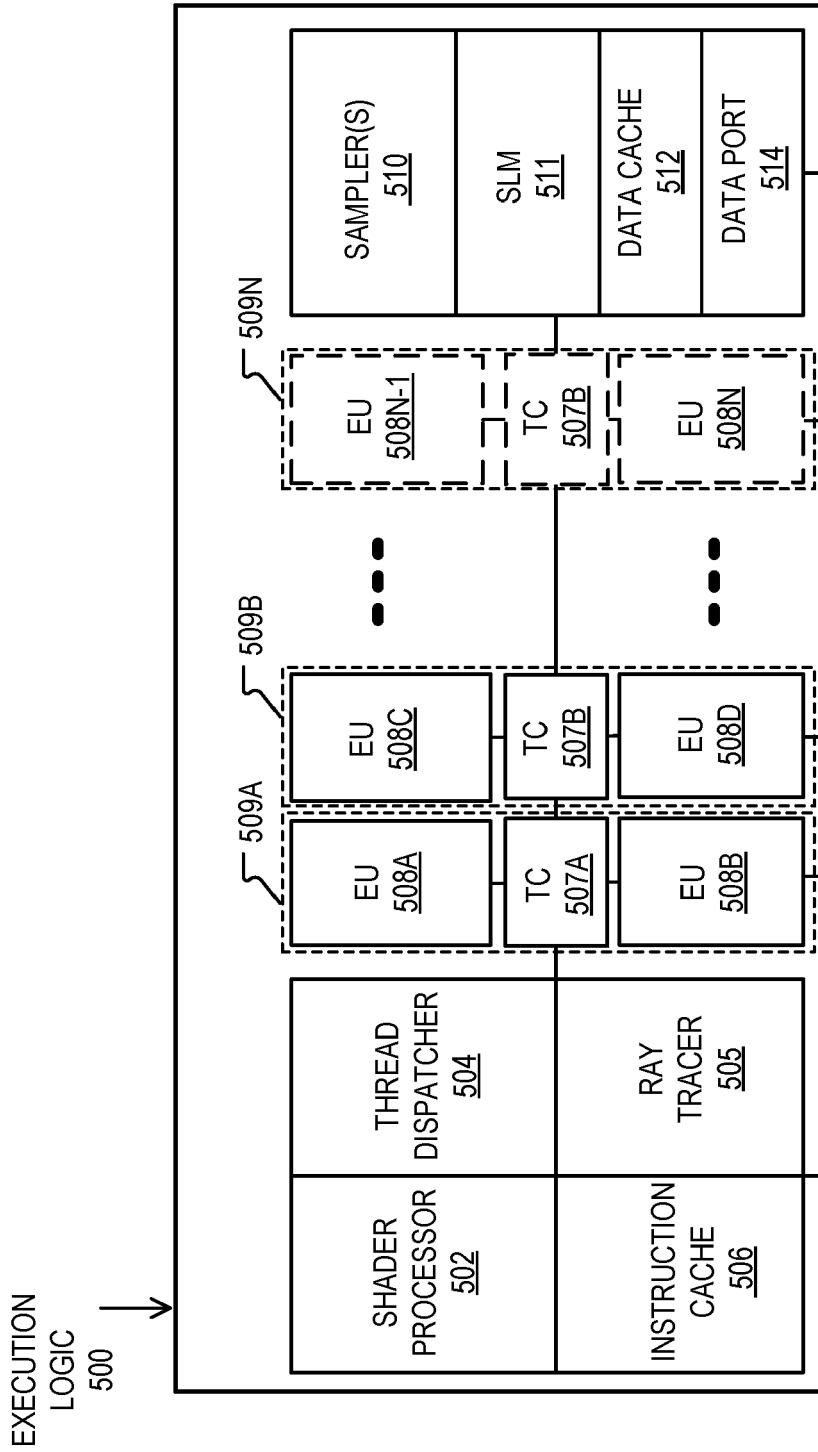 EXECUTION
LOGIC
500
SHADER
PROCESSOR
502
THREAD
DISPATCHER
504
INSTRUCTION
CACHE
506
RAY
TRACER
505
509A
EU
508A
TC
507A
EU
508B
509B
EU
508C
TC
507B
EU
508D
509N
EU
508N-1
TC
507B
EU
508N
SAMPLER(S)
510
SLM
511
DATA CACHE
512
DATA PORT
514